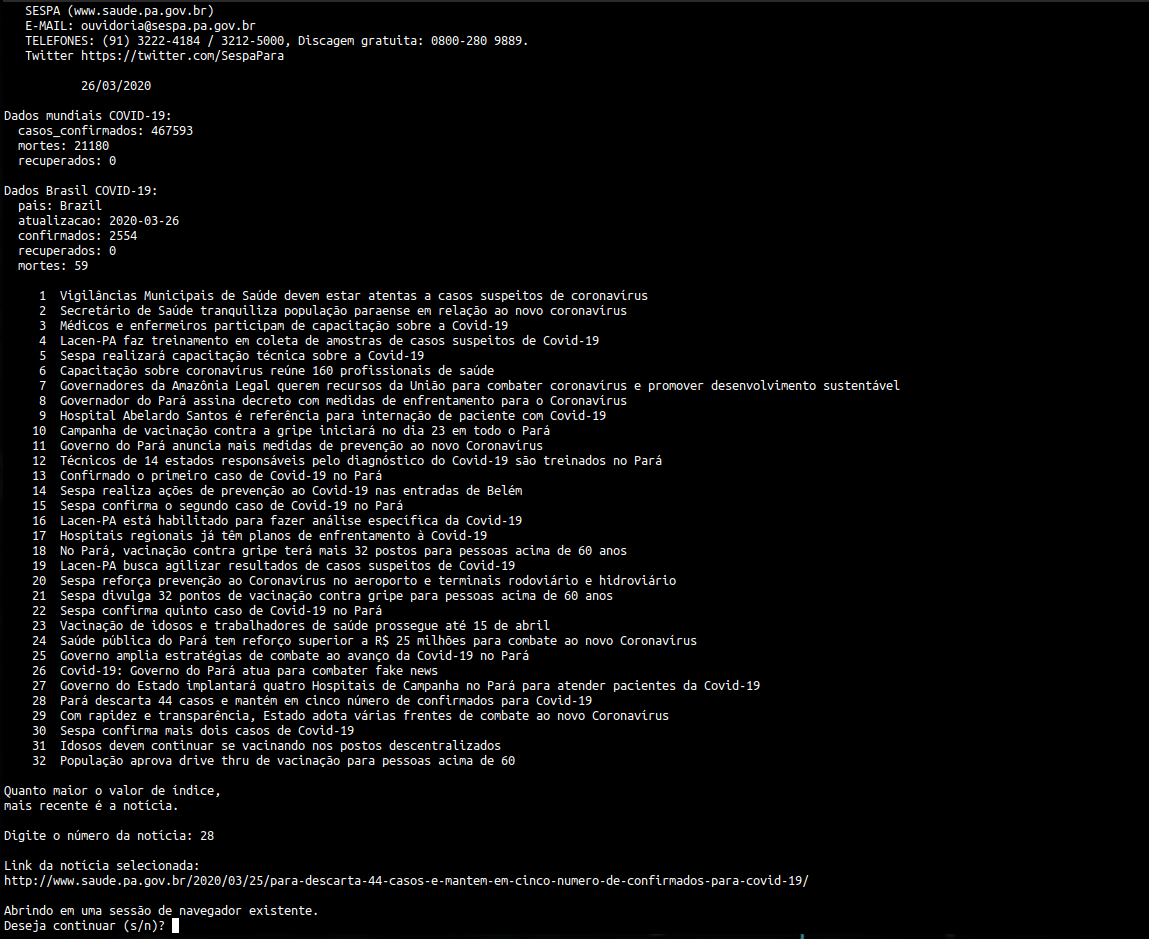 SESPA (www.saude.pa.gov.br)
E-MAIL: ouvidoria@sespa.pa.gov.br
TELEFONES: (91) 3222-4184 / 3212-5000, Discagem gratuita: 0800-280 9889.
Twitter https://twitter.com/SespaPara
26/03/2020
Dados mundiais COVID-19:
casos_confirmados: 467593
mortes: 21180
recuperados: 0
Dados Brasil COVID-19:
pais: Brazil
atualizacao: 2020-03-26
confirmados: 2554
recuperados: 0
mortes: 59
1 Vigilâncias Municipais de Saúde devem estar atentas a casos suspeitos de coronavírus
2 Secretário de Saúde tranquiliza população paraense em relação ao novo coronavírus
3 Médicos e enfermeiros participam de capacitação sobre a Covid-19
4 Lacen-PA faz treinamento em coleta de amostras de casos suspeitos de Covid-19
5 Sespa realizará capacitação técnica sobre a Covid-19
6 Capacitação sobre coronavírus reúne 160 profissionais de saúde
7 Governadores da Amazônia Legal querem recursos da União para combater coronavírus e promover desenvolvimento sustentável
8 Governador do Pará assina decreto com medidas de enfrentamento para o Coronavírus
9 Hospital Abelardo Santos é referência para internação de paciente com Covid-19
10 Campanha de vacinação contra a gripe iniciará no dia 23 em todo o Pará
11 Governo do Pará anuncia mais medidas de prevenção ao novo Coronavírus
12 Técnicos de 14 estados responsáveis pelo diagnóstico do Covid-19 são treinados no Pará
13 Confirmado o primeiro caso de Covid-19 no Pará
14 Sespa realiza ações de prevenção ao Covid-19 nas entradas de Belém
15 Sespa confirma o segundo caso de Covid-19 no Pará
16 Lacen-PA está habilitado para fazer análise específica da Covid-19
17 Hospitais regionais já têm planos de enfrentamento à Covid-19
18 No Pará, vacinação contra gripe terá mais 32 postos para pessoas acima de 60 anos
19 Lacen-PA busca agilizar resultados de casos suspeitos de Covid-19
20 Sespa reforça prevenção ao Coronavírus no aeroporto e terminais rodoviário e hidroviário
21 Sespa divulga 32 pontos de vacinação contra gripe para pessoas acima de 60 anos
22 Sespa confirma quinto caso de Covid-19 no Pará
23 Vacinação de idosos e trabalhadores de saúde prossegue até 15 de abril
24 Saúde pública do Pará tem reforço superior a R$ 25 milhões para combate ao novo Coronavírus
25 Governo amplia estratégias de combate ao avanço da Covid-19 no Pará
26 Covid-19: Governo do Pará atua para combater fake news
27 Governo do Estado implantará quatro Hospitais de Campanha no Pará para atender pacientes da Covid-19
28 Pará descarta 44 casos e mantém em cinco número de confirmados para Covid-19
29 Com rapidez e transparência, Estado adota várias frentes de combate ao novo Coronavírus
30 Sespa confirma mais dois casos de Covid-19
31 Idosos devem continuar se vacinando nos postos descentralizados
32 População aprova drive thru de vacinação para pessoas acima de 60
Quanto maior o valor de índice,
mais recente é a notícia.
Digite o número da notícia: 28
Link da notícia selecionada:
http://www.saude.pa.gov.br/2020/03/25/para-descarta-44-casos-e-mantem-em-cinco-numero-de-confirmados-para-covid-19/
Abrindo em uma sessão de navegador existente.
Deseja continuar (s/n)?